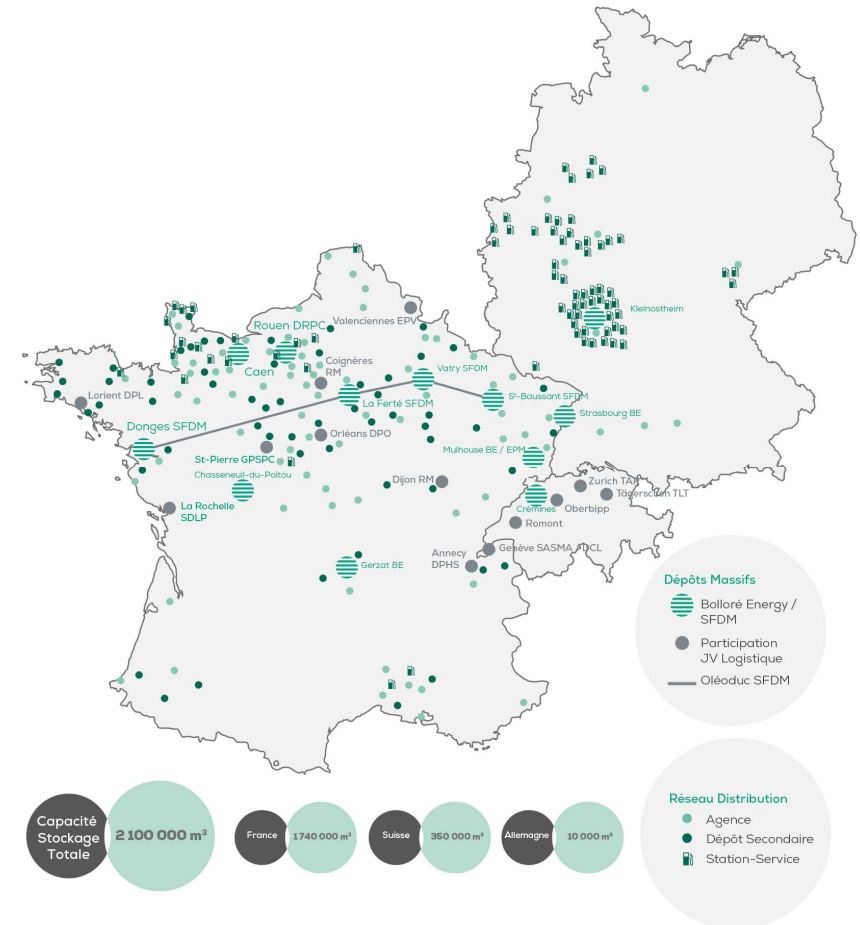 Kleinostheim
Valenciennes EPV
Rouen DRPC
Coignères
RM
Caen
Vatry SFDM
La Ferté SFDM
St-Baussant SFDM
Lorient DPL
Strasbourg BE
Donges SFDM
Orléans DPO
St-Pierre GPSPC
Mulhouse BE / EPM
Chasseneuil-du-Poitou
Dijon RM
Zurich TAR
Tägerschen TLT
Crémines
Oberbipp
La Rochelle
SDLP
Romont
Genève SASMA /
Annecy
DPHS
Gerzat BE
Dépôts Massifs
Bolloré Energy /
SFDM
Participation
JV Logistique
Oléoduc SFDM
Réseau Distribution
Agence
Dépôt Secondaire
Station-Service
Capacité
Stockage
Totale
2 100 000 m³
France
1 740 000 m³
Suisse
350 000 m³
Allemagne
10 000 m³